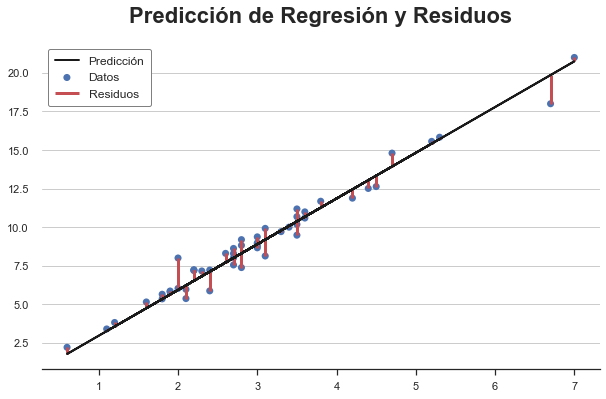 Predicción de Regresión y Residuos
Predicción
Datos
Residuos
20.0
17.5
15.0
12.5
10.0
7.5
5.0
2.5
1 2 3 4 5 6 7